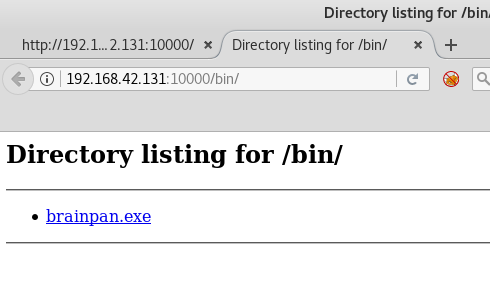 Directory listing for /bin/
http://192.1...2.131:10000/ × Directory listing for /bin/ × +
192.168.42.131:10000/bin/
Directory listing for /bin/
• brainpan.exe